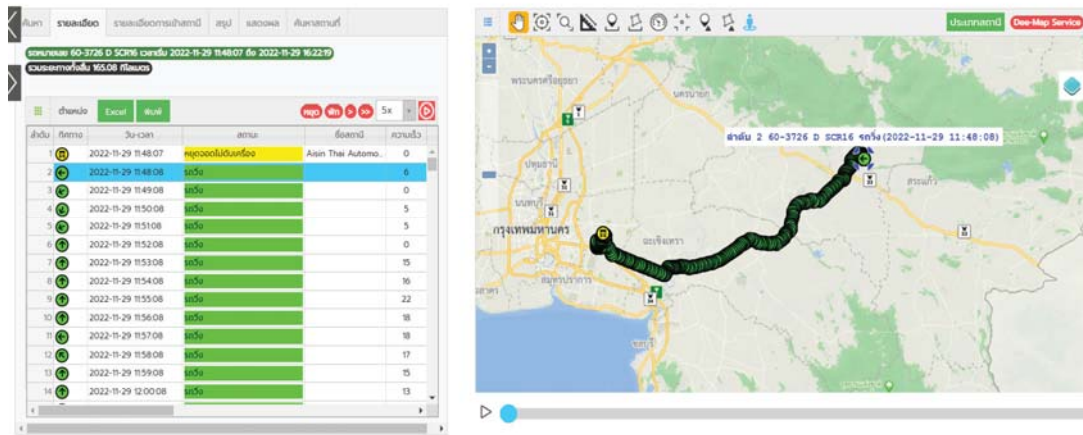 ค้นหา รายละเอียด รายละเอียดการเข้าสถานี สรุป แสดงผล ค้นหาสถานที่
รถหมายเลข 60-3726 D SCR16 เวลาเริ่ม 2022-11-29 11:48:07 ถึง 2022-11-29 16:22:19
รวมระยะทางทั้งสิ้น 165.08 กิโลเมตร
ตำแหน่ง Excel พิมพ์ หยุด พัก > >> 5x
ลำดับ ทิศทาง วัน-เวลา สถานะ ชื่อสถานี ความเร็ว
1 2022-11-29 11:48:07 หยุดจอดไม่ดับเครื่อง Aisin Thai Automo... 0
2 2022-11-29 11:48:08 รถวิ่ง 6
3 2022-11-29 11:49:08 รถวิ่ง 0
4 2022-11-29 11:50:08 รถวิ่ง 5
5 2022-11-29 11:51:08 รถวิ่ง 5
6 2022-11-29 11:52:08 รถวิ่ง 0
7 2022-11-29 11:53:08 รถวิ่ง 15
8 2022-11-29 11:54:08 รถวิ่ง 16
9 2022-11-29 11:55:08 รถวิ่ง 22
10 2022-11-29 11:56:08 รถวิ่ง 18
11 2022-11-29 11:57:08 รถวิ่ง 18
12 2022-11-29 11:58:08 รถวิ่ง 17
13 2022-11-29 11:59:08 รถวิ่ง 15
14 2022-11-29 12:00:08 รถวิ่ง 13
ประเภทสถานี Dee-Map Service
พระนครศรีอยุธยา
นครนายก
ลำดับ 2 60-3726 D SCR16 รถวิ่ง(2022-11-29 11:48:08)
ปทุมธานี
สระแก้ว
นนทบุรี
กรุงเทพมหานคร
ฉะเชิงเทรา
สมุทรปราการ
ชลบุรี